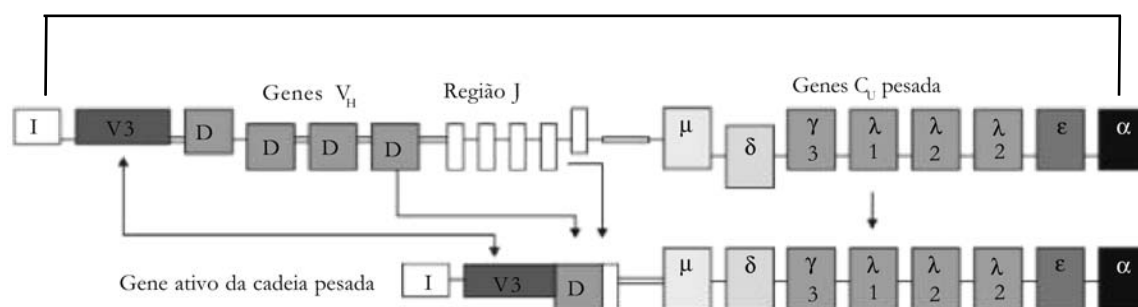 Genes V_H Região J Genes C_U pesada
I V3 D D D D μ δ γ 3 λ 1 λ 2 λ 2 ε α
Gene ativo da cadeia pesada I V3 D μ δ γ 3 λ 1 λ 2 λ 2 ε α